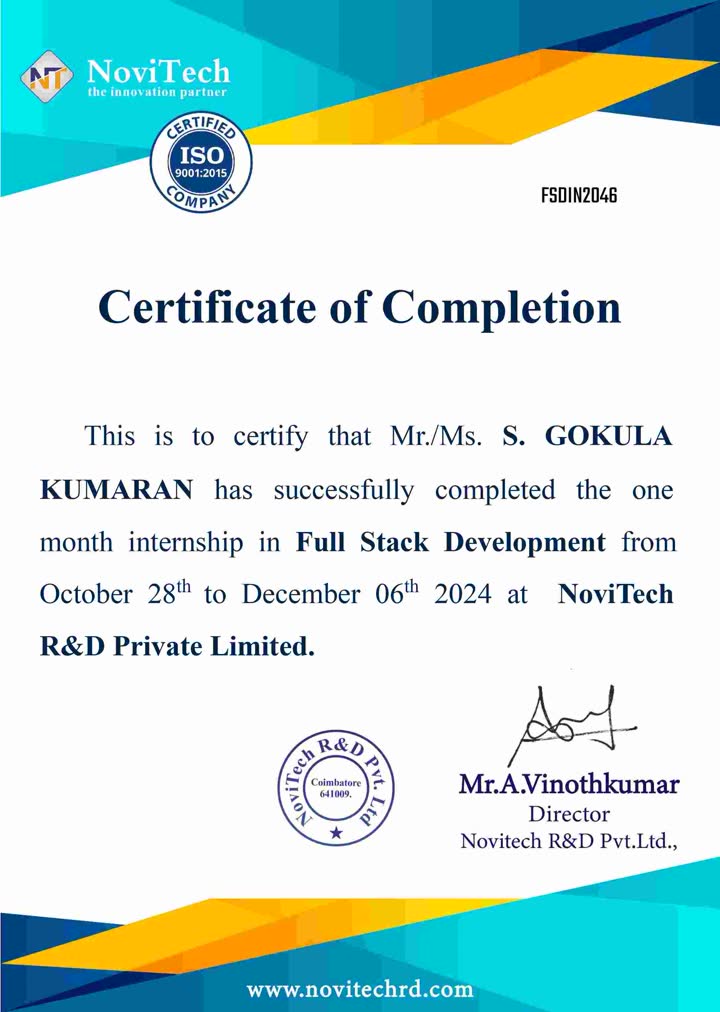 NT NoviTech
the innovation partner
CERTIFIED
ISO
9001:2015
COMPANY
FSDIN2046
Certificate of Completion
This is to certify that Mr./Ms. S. GOKULA
KUMARAN has successfully completed the one
month internship in Full Stack Development from
October 28th to December 06th 2024 at NoviTech
R&D Private Limited.
NoviTech R&D Pvt. Ltd
Coimbatore
641009.
Mr.A.Vinothkumar
Director
Novitech R&D Pvt.Ltd.,
www.novitechrd.com